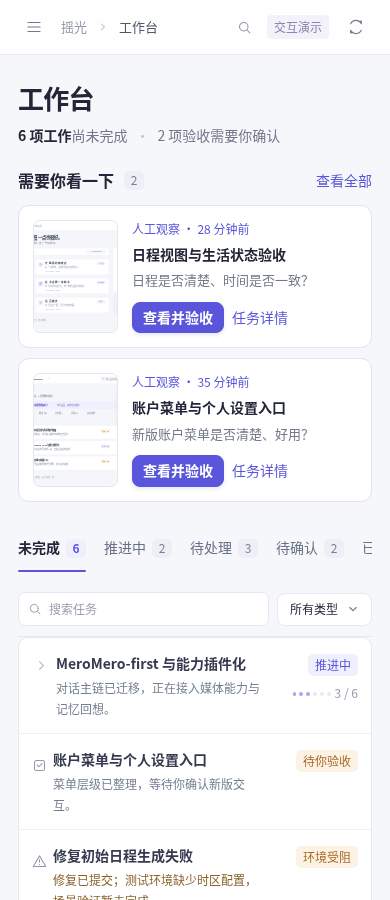 摇光 › 工作台
交互演示
工作台
6 项工作尚未完成 • 2 项验收需要你确认
需要你看一下 2 查看全部
人工观察 • 28 分钟前
日程视图与生活状态验收
日程是否清楚、时间是否一致?
查看并验收 任务详情
人工观察 • 35 分钟前
账户菜单与个人设置入口
新版账户菜单是否清楚、好用?
查看并验收 任务详情
未完成 6 推进中 2 待处理 3 待确认 2
搜索任务 所有类型
MeroMero-first 与能力插件化 推进中
对话主链已迁移，正在接入媒体能力与 3 / 6
记忆回想。
账户菜单与个人设置入口 待你验收
菜单层级已整理，等待你确认新版交
互。
修复初始日程生成失败 环境受阻
修复已提交；测试环境缺少时区配置，